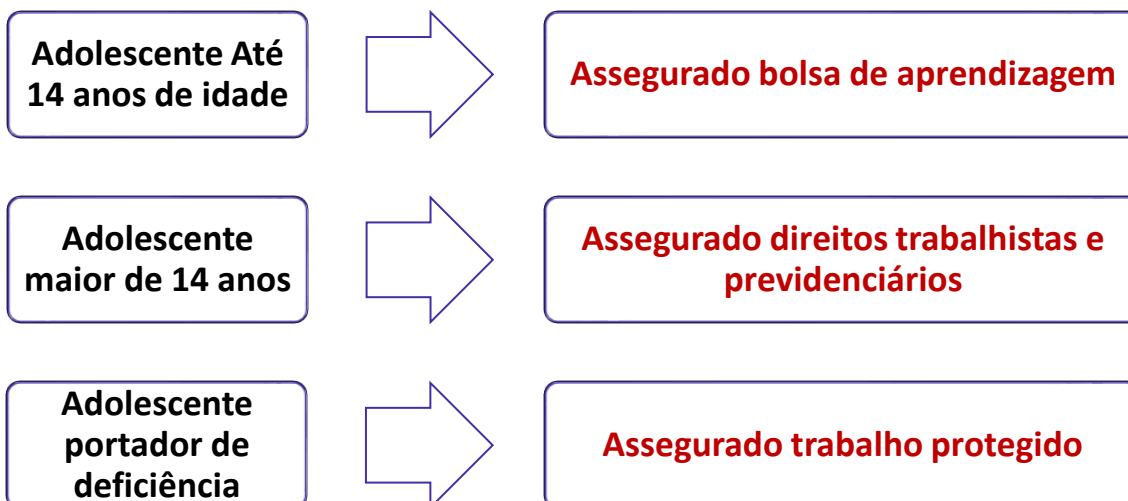 Adolescente Até
14 anos de idade
Assegurado bolsa de aprendizagem
Adolescente
maior de 14 anos
Assegurado direitos trabalhistas e
previdenciários
Adolescente
portador de
deficiência
Assegurado trabalho protegido